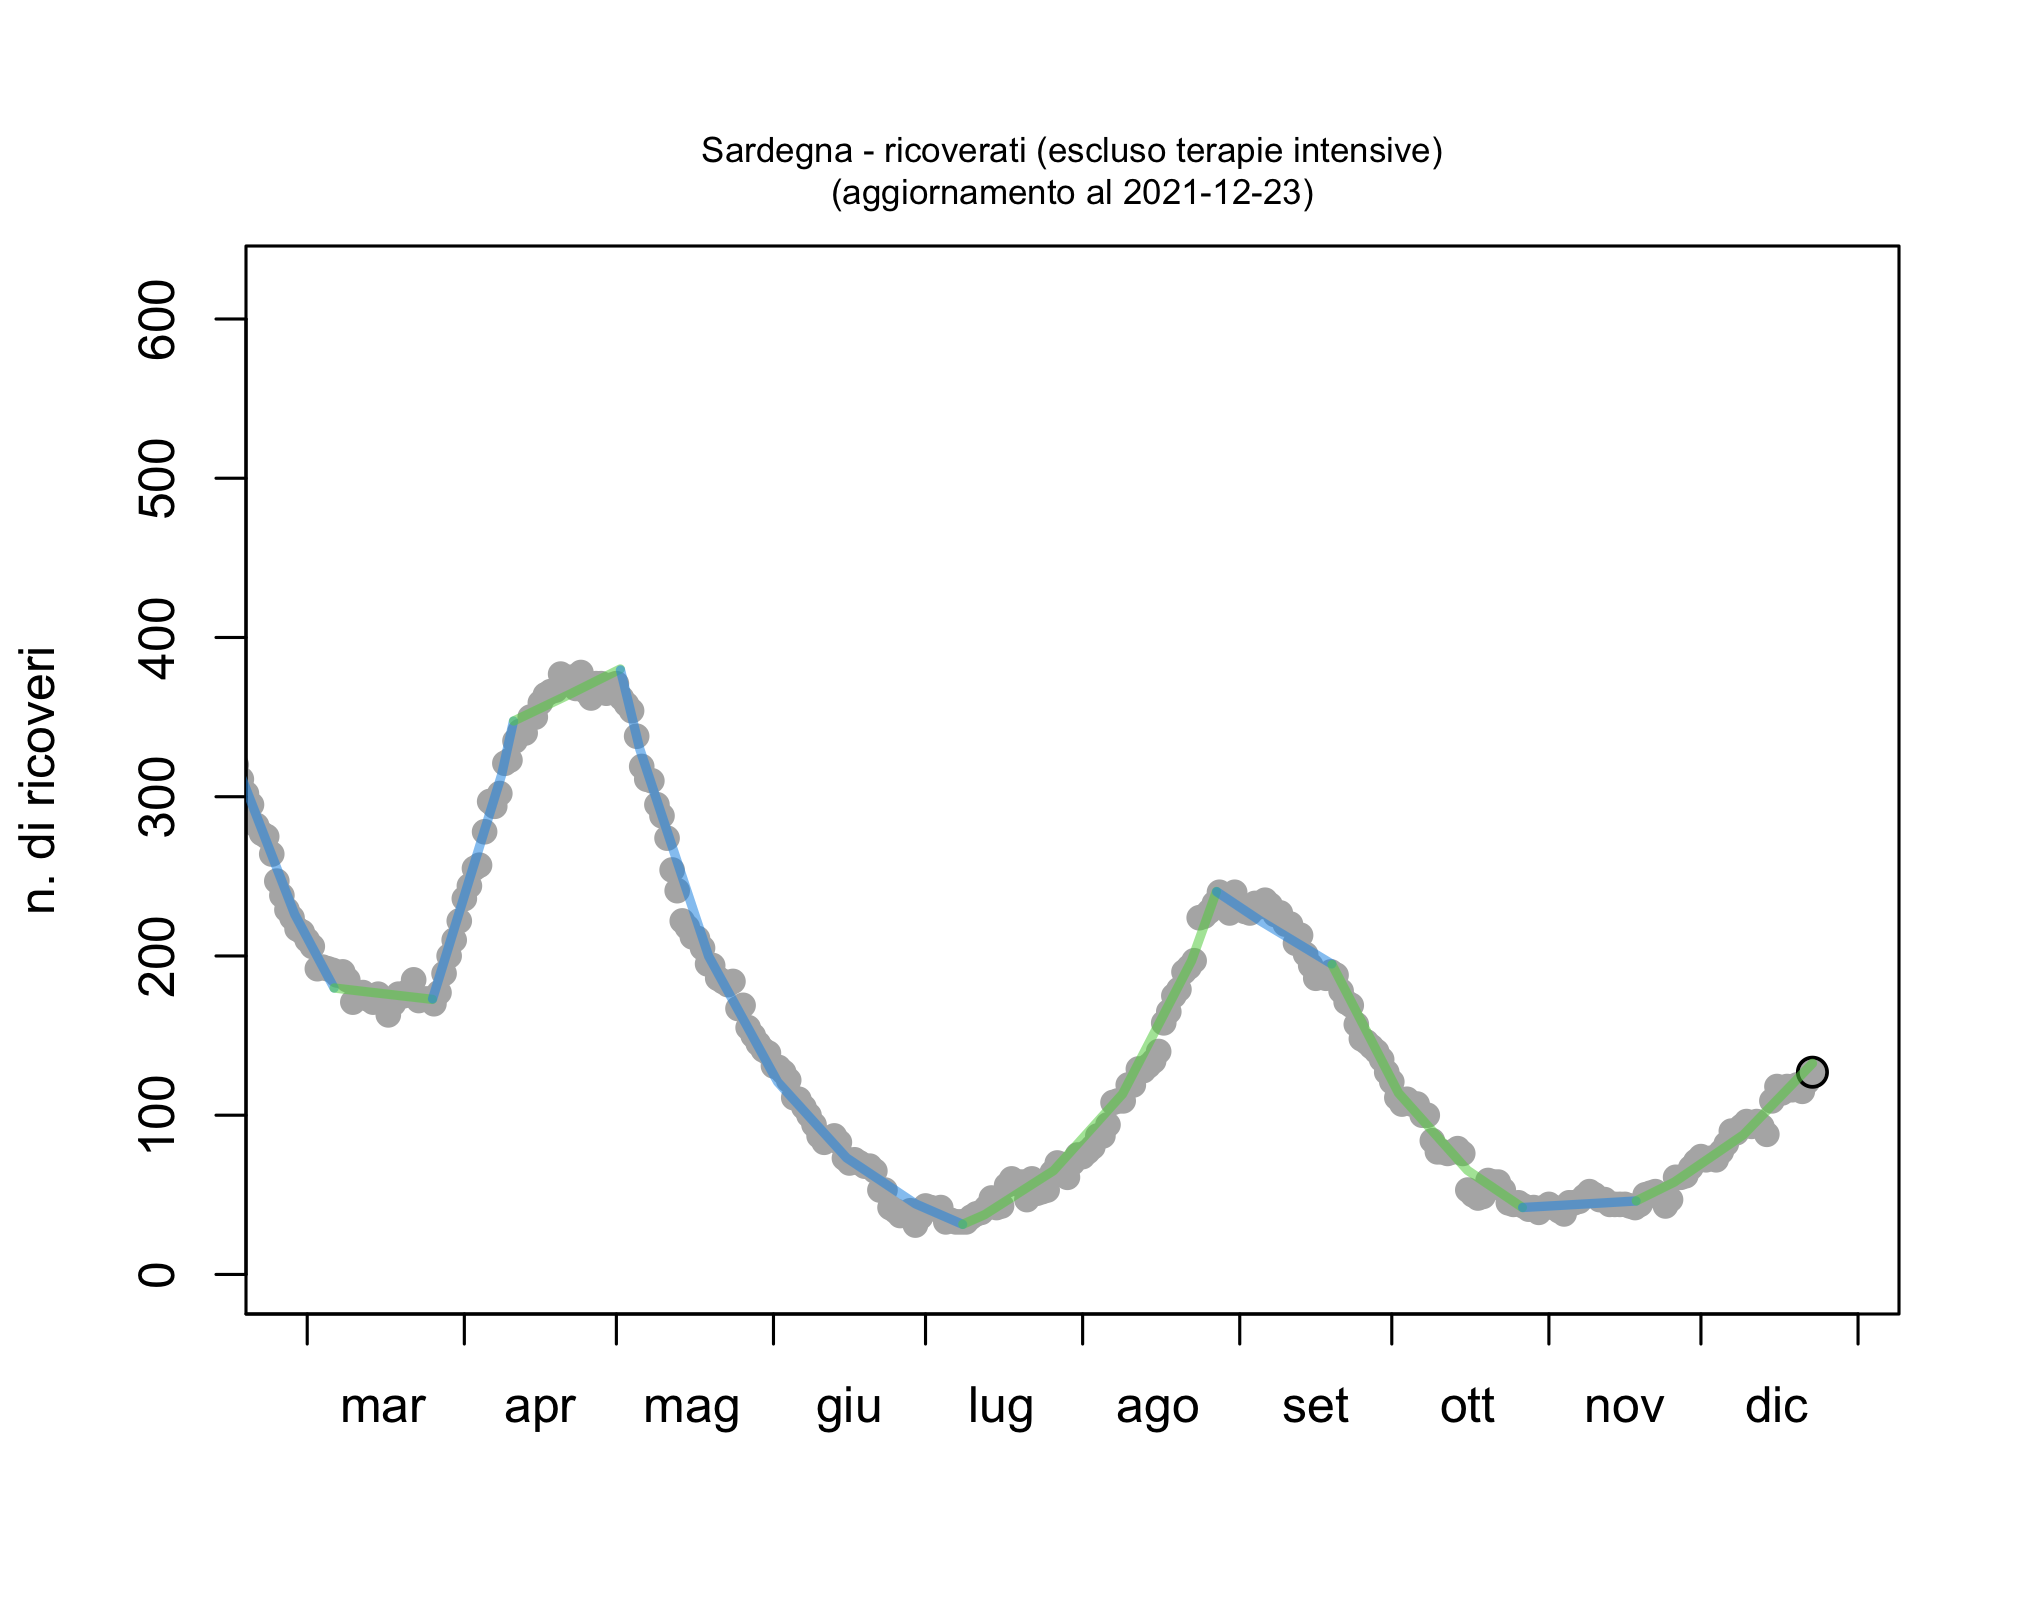 Sardegna - ricoverati (escluso terapie intensive)
(aggiornamento al 2021-12-23)
n. di ricoveri
600
500
400
300
200
100
0
mar apr mag giu lug ago set ott nov dic